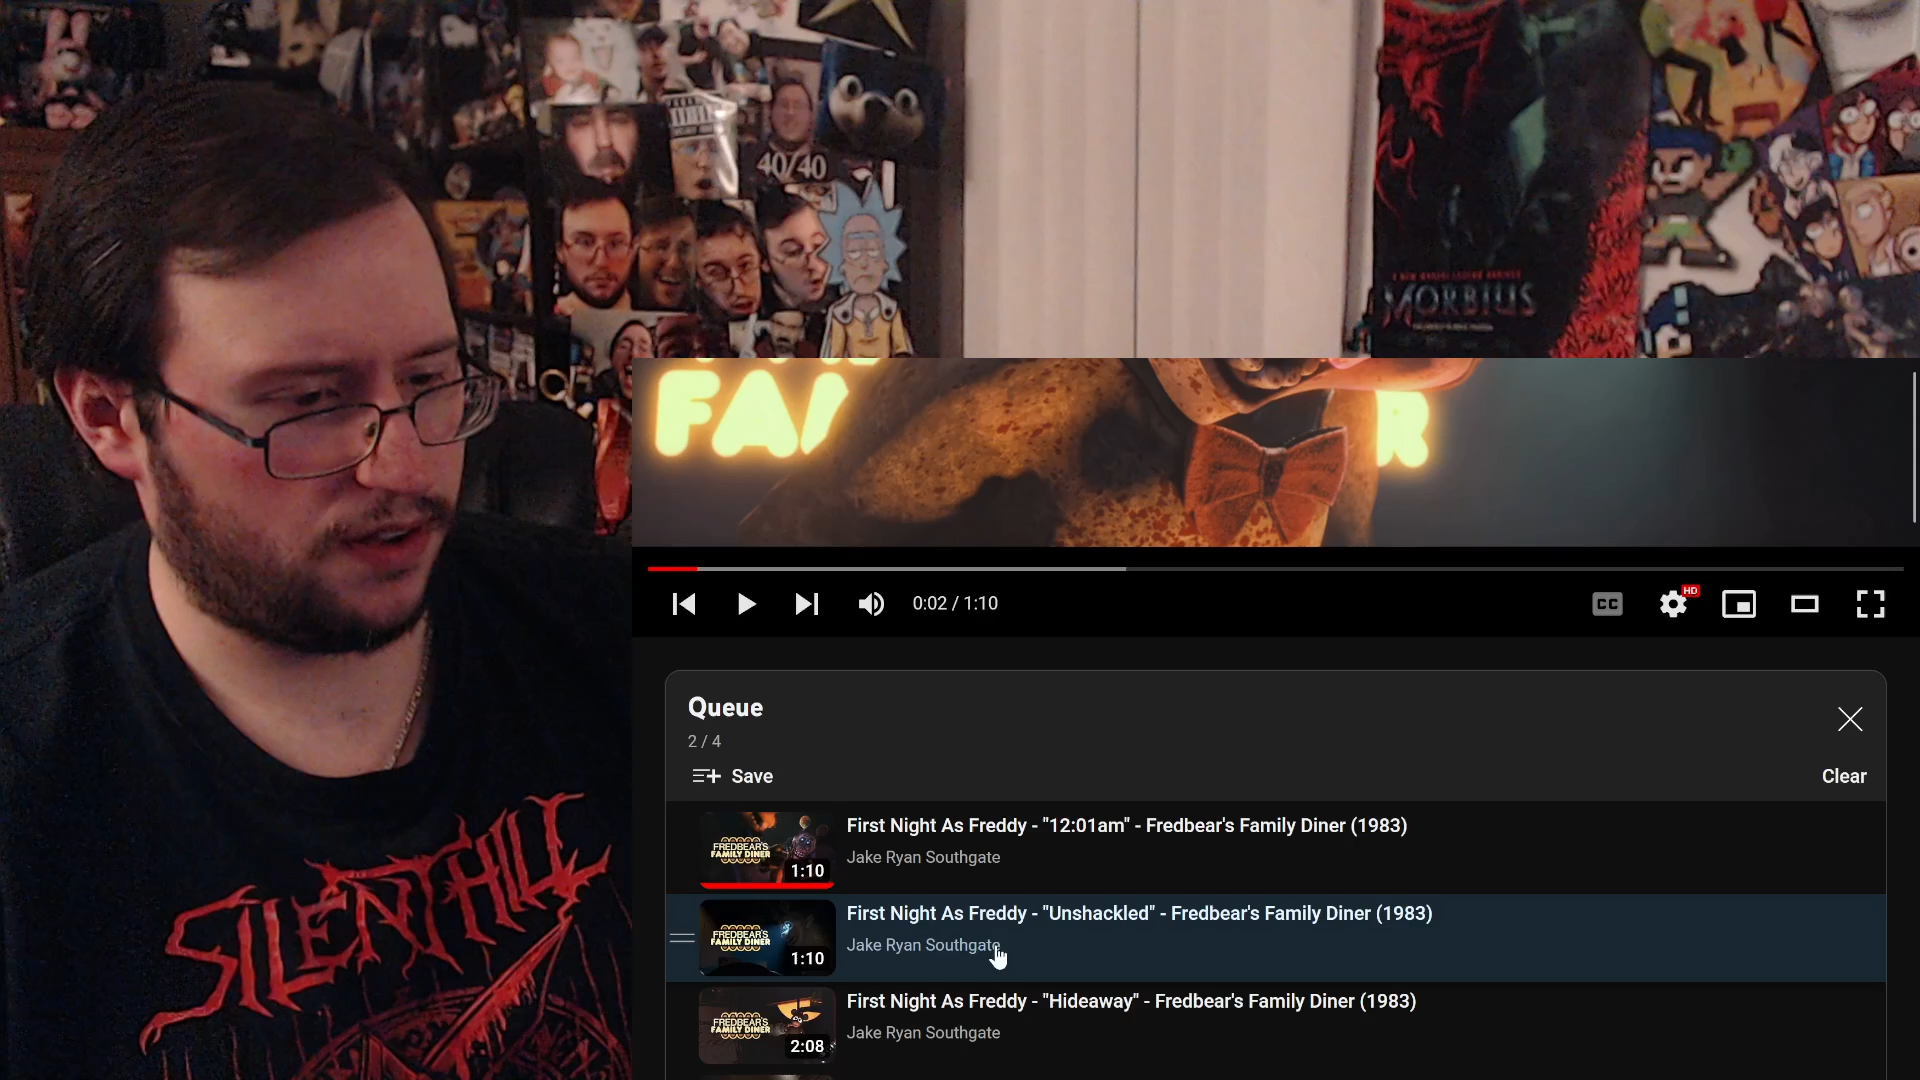 40/40
MORBIUS
FAM
R
HD
CC
0:02 / 1:10
Queue
2 / 4
Save
Clear
First Night As Freddy - "12:01am" - Fredbear's Family Diner (1983)
Jake Ryan Southgate
FREDBEAR'S
FAMILY DINER
1:10
First Night As Freddy - "Unshackled" - Fredbear's Family Diner (1983)
Jake Ryan Southgate
FREDBEAR'S
FAMILY DINER
1:10
First Night As Freddy - "Hideaway" - Fredbear's Family Diner (1983)
Jake Ryan Southgate
FREDBEAR'S
FAMILY DINER
2:08
SILENT HILL